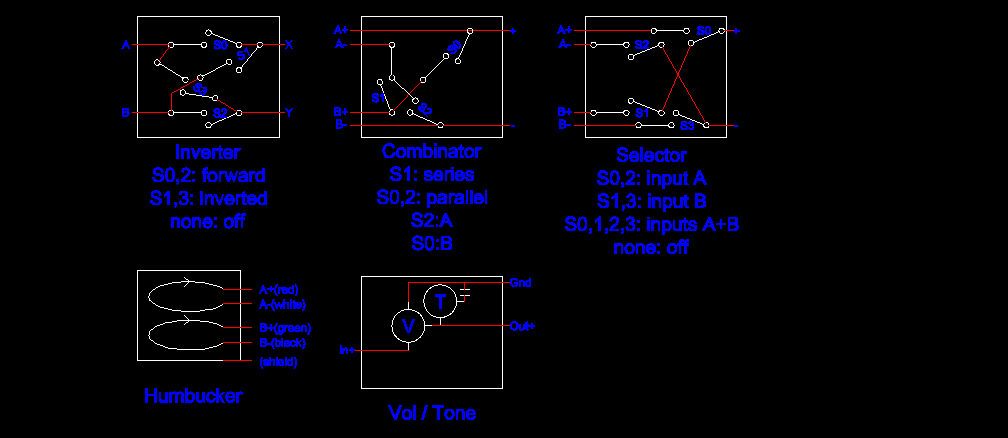 A
S0
S1
X
B
S3
S2
Y
Inverter
S0,2: forward
S1,3: inverted
none: off
A+
A-
S0
+
S1
S2
B+
B-
-
Combinator
S1: series
S0,2: parallel
S2:A
S0:B
A+
S0
+
A-
S2
B+
S1
B-
S3
-
Selector
S0,2: input A
S1,3: input B
S0,1,2,3: inputs A+B
none: off
A+(red)
A-(white)
B+(green)
B-(black)
(shield)
Humbucker
Gnd
T
V
Out+
In+
Vol / Tone